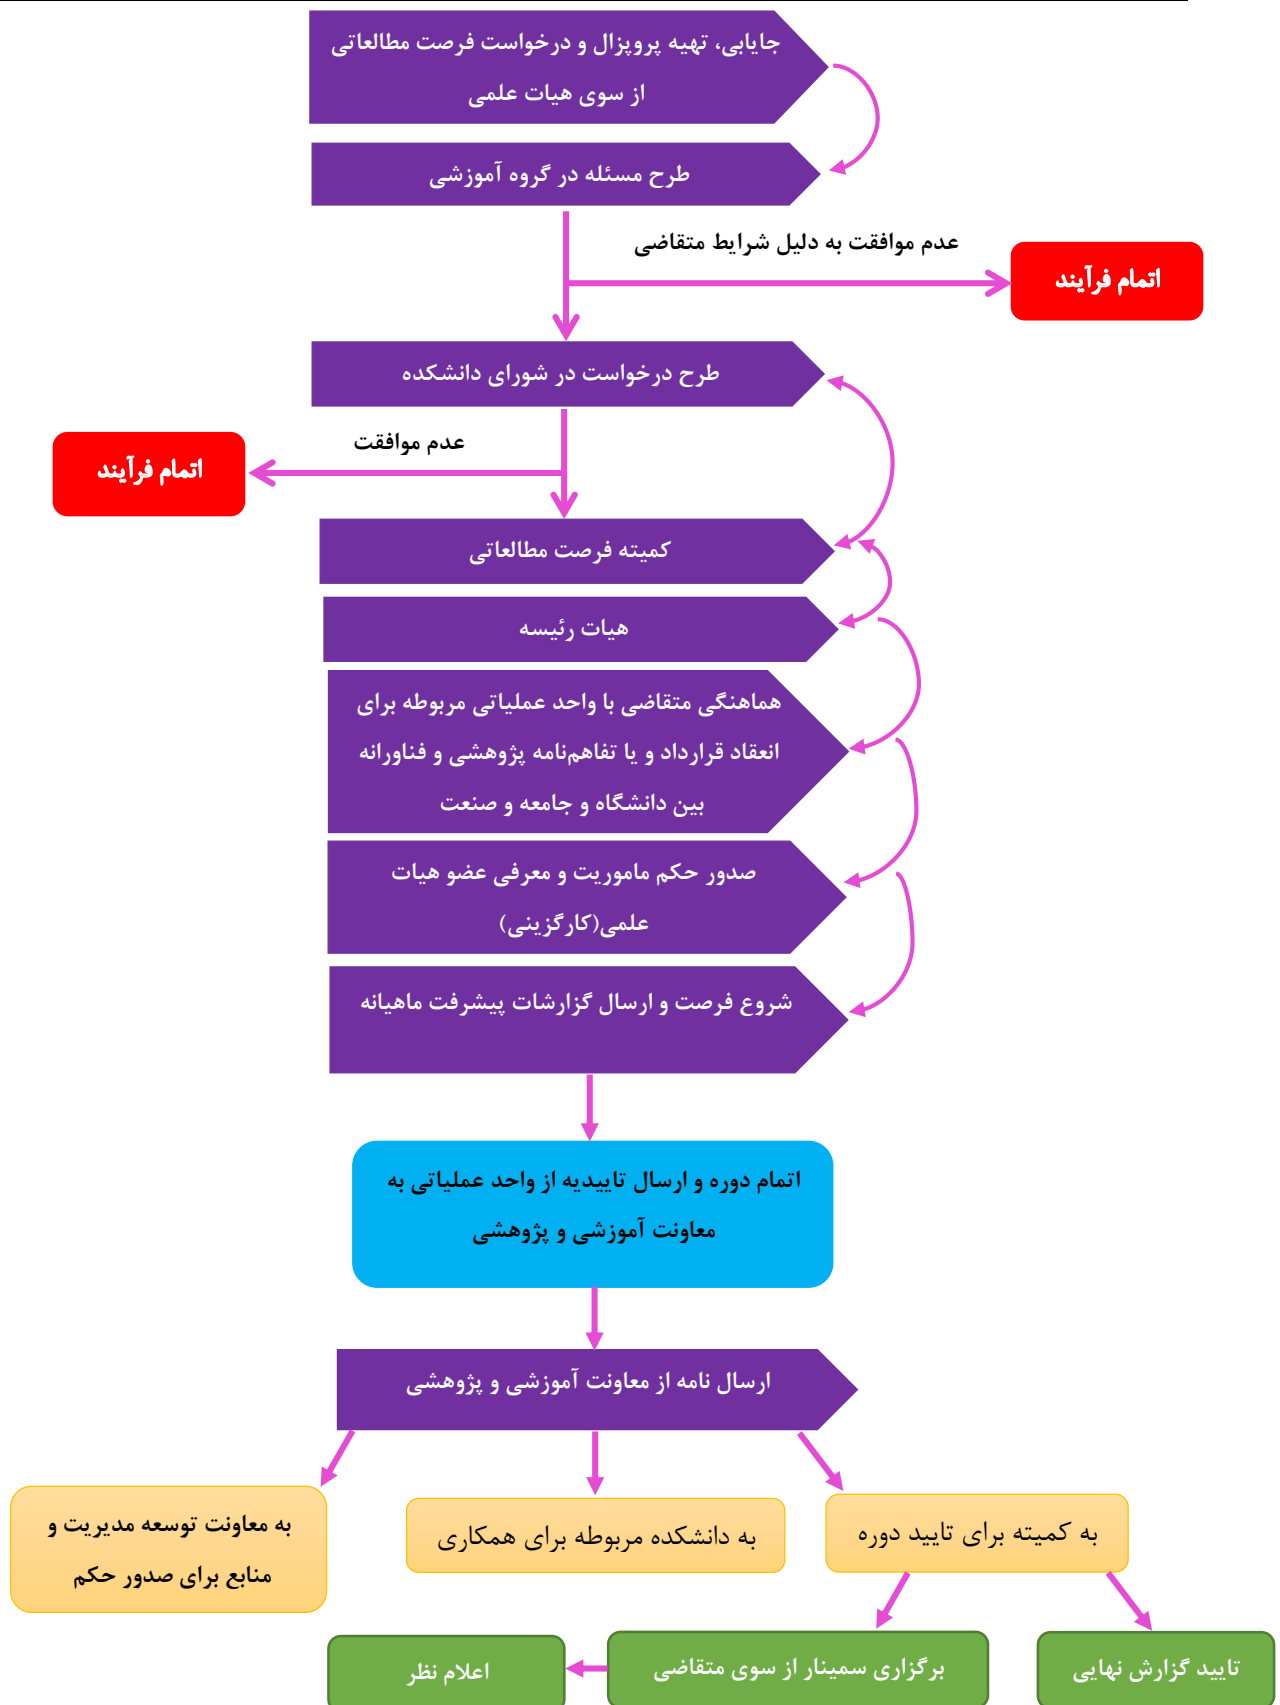 جایابی، تهیه پروپزال و درخواست فرصت مطالعاتی
از سوی هیات علمی
طرح مسئله در گروه آموزشی
عدم موافقت به دلیل شرایط متقاضی
اتمام فرآیند
طرح درخواست در شورای دانشکده
عدم موافقت
اتمام فرآیند
کمیته فرصت مطالعاتی
هیات رئیسه
هماهنگی متقاضی با واحد عملیاتی مربوطه برای
انعقاد قرارداد و یا تفاهم‌نامه پژوهشی و فناورانه
بین دانشگاه و جامعه و صنعت
صدور حکم ماموریت و معرفی عضو هیات
علمی(کارگزینی)
شروع فرصت و ارسال گزارشات پیشرفت ماهیانه
اتمام دوره و ارسال تاییدیه از واحد عملیاتی به
معاونت آموزشی و پژوهشی
ارسال نامه از معاونت آموزشی و پژوهشی
به کمیته برای تایید دوره
به دانشکده مربوطه برای همکاری
به معاونت توسعه مدیریت و
منابع برای صدور حکم
تایید گزارش نهایی
برگزاری سمینار از سوی متقاضی
اعلام نظر